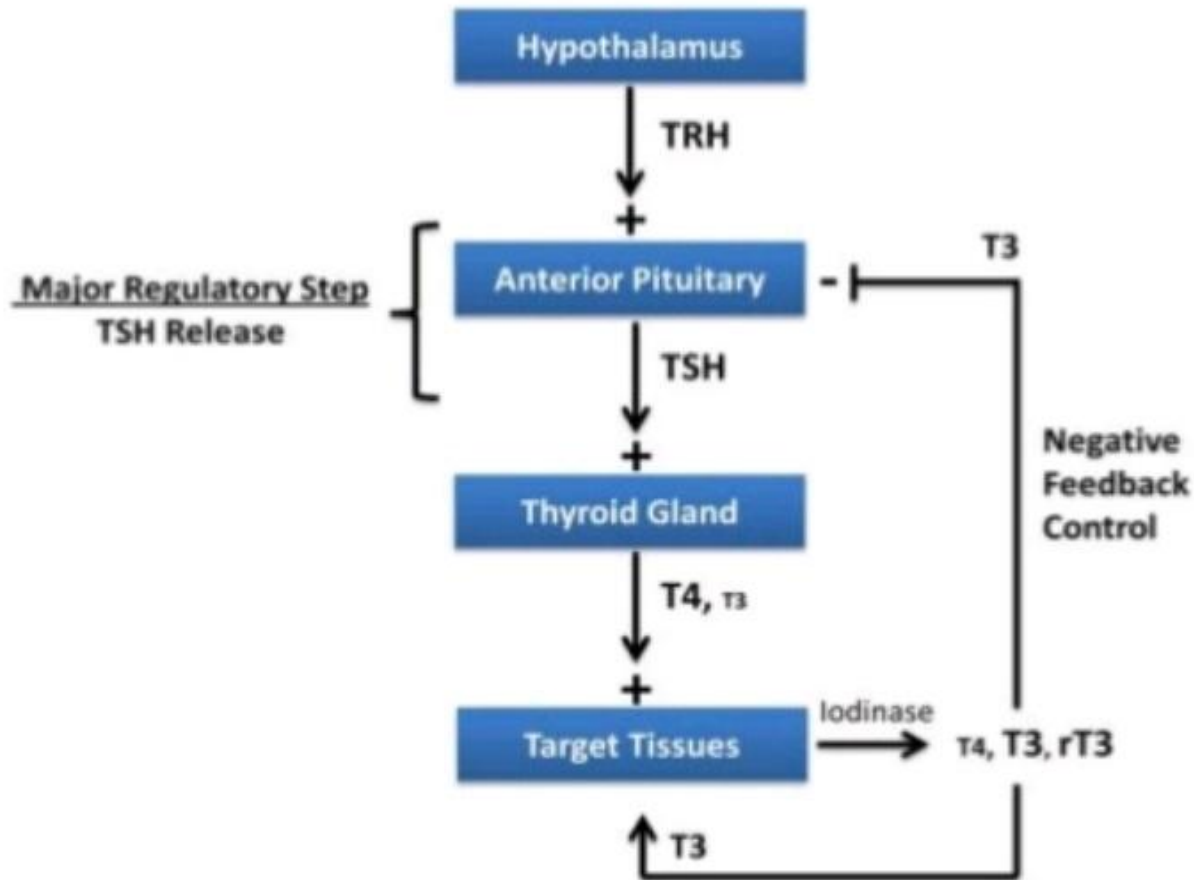 Hypothalamus
TRH
+
T3
Anterior Pituitary
-
Major Regulatory Step
TSH Release
TSH
+
Negative
Feedback
Control
Thyroid Gland
T4, T3
+
Iodinase
Target Tissues
T4, T3, rT3
T3